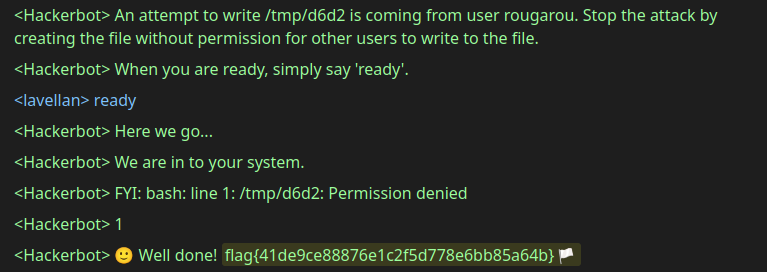 <Hackerbot> An attempt to write /tmp/d6d2 is coming from user rougarou. Stop the attack by
creating the file without permission for other users to write to the file.
<Hackerbot> When you are ready, simply say 'ready'.
<lavellan> ready
<Hackerbot> Here we go...
<Hackerbot> We are in to your system.
<Hackerbot> FYI: bash: line 1: /tmp/d6d2: Permission denied
<Hackerbot> 1
<Hackerbot> 🙂 Well done! flag{41de9ce88876e1c2f5d778e6bb85a64b} 🏳️